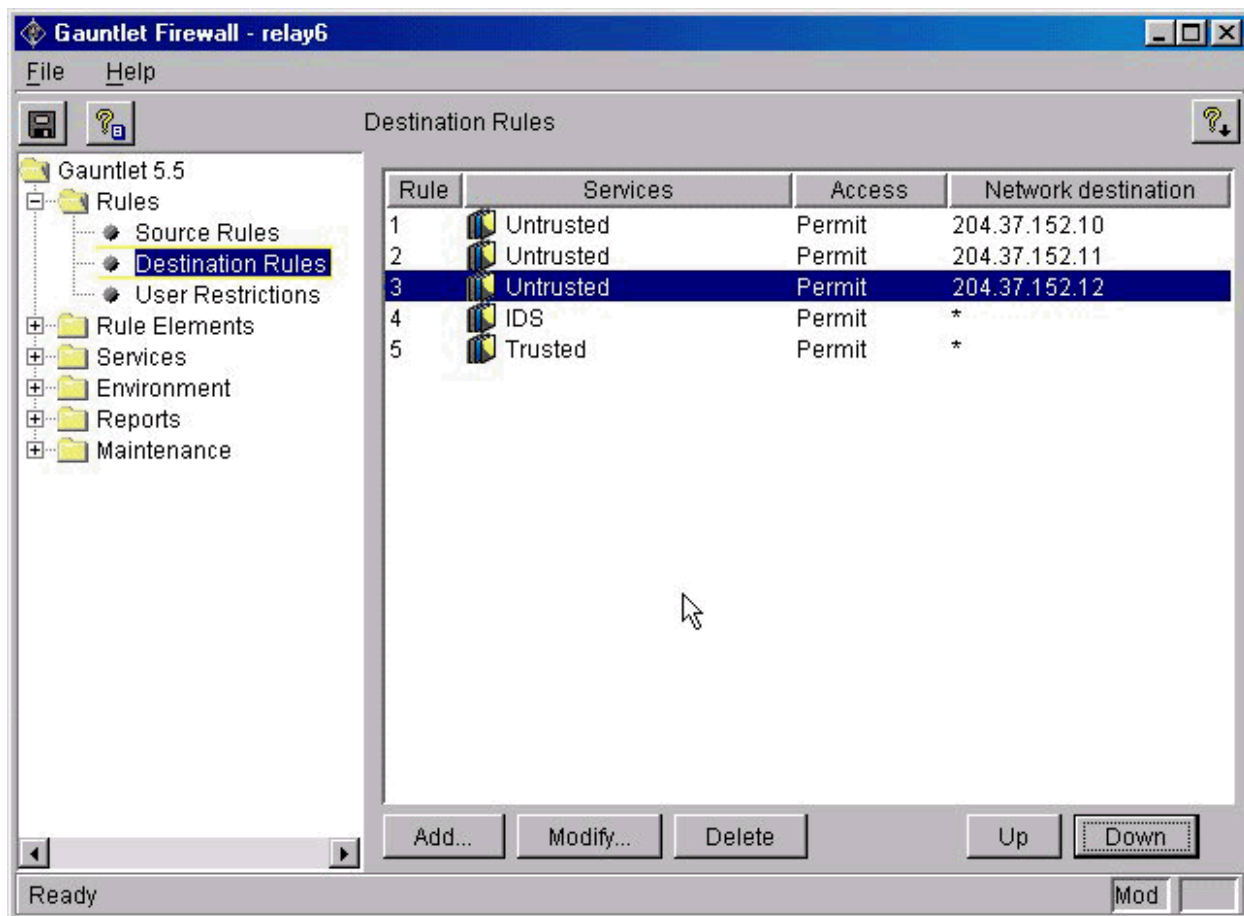 Gauntlet Firewall - relay6
File Help
Destination Rules
Gauntlet 5.5
Rules
Source Rules
Destination Rules
User Restrictions
Rule Elements
Services
Environment
Reports
Maintenance
Rule Services Access Network destination
1 Untrusted Permit 204.37.152.10
2 Untrusted Permit 204.37.152.11
3 Untrusted Permit 204.37.152.12
4 IDS Permit *
5 Trusted Permit *
Add... Modify... Delete Up Down
Ready Mod